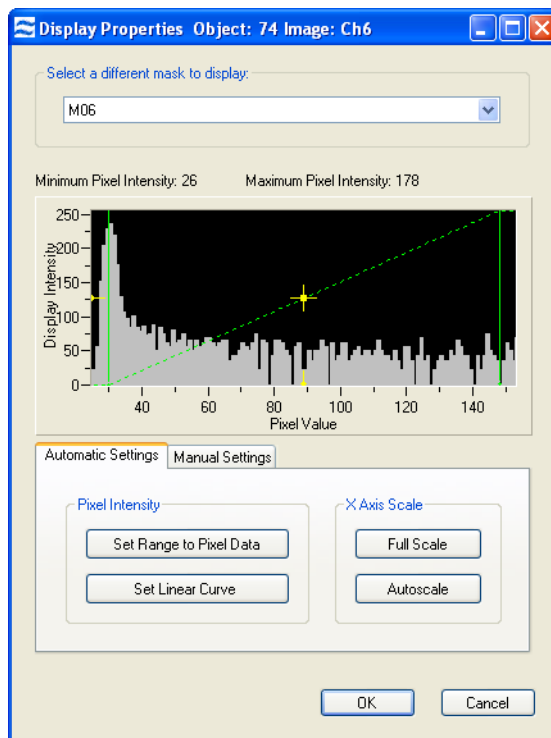 Display Properties Object: 74 Image: Ch6
Select a different mask to display:
M06
Minimum Pixel Intensity: 26 Maximum Pixel Intensity: 178
Display Intensity
250
200
150
100
50
0
40 60 80 100 120 140
Pixel Value
Automatic Settings Manual Settings
Pixel Intensity
Set Range to Pixel Data
Set Linear Curve
X Axis Scale
Full Scale
Autoscale
OK Cancel